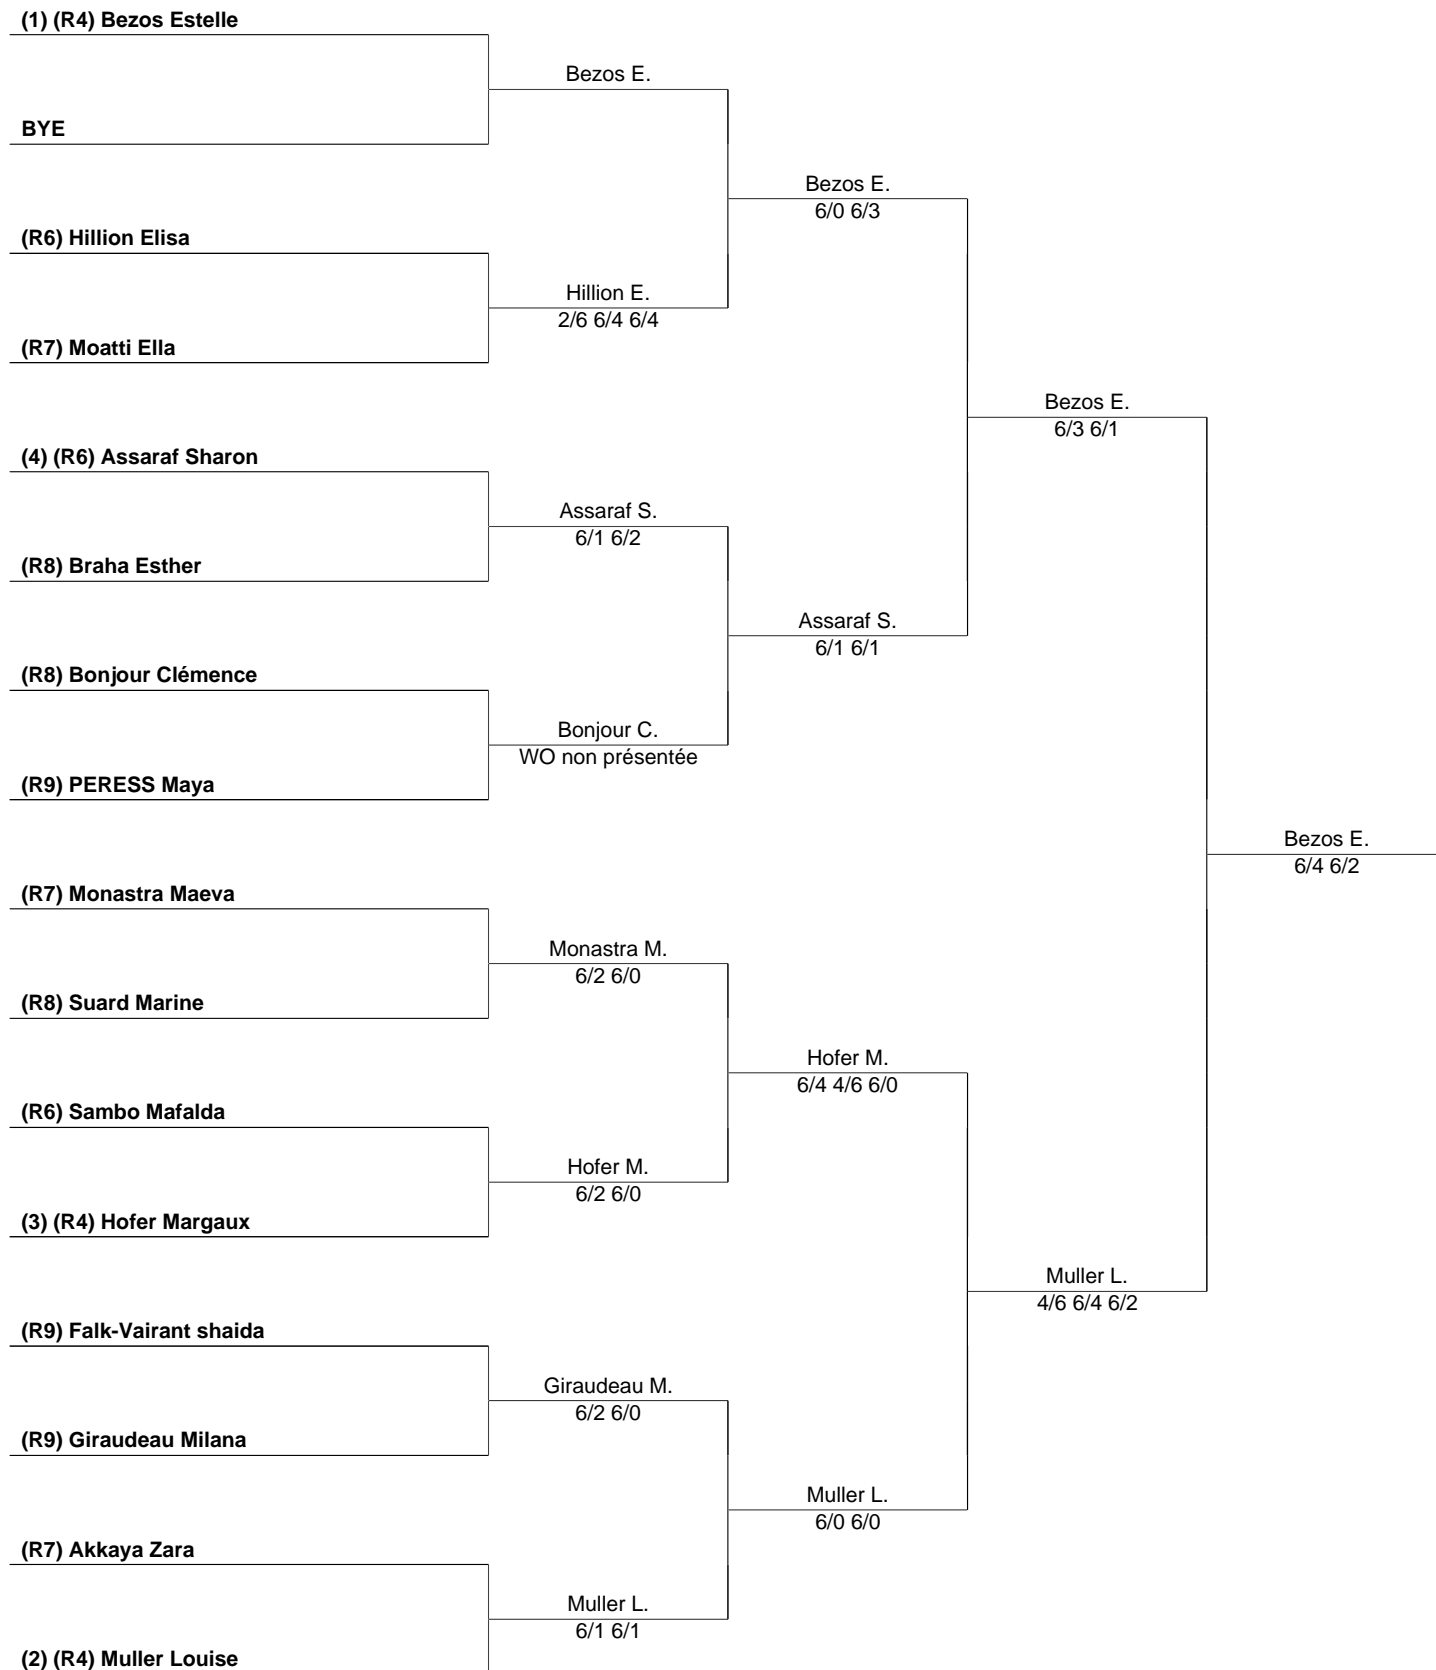 (1) (R4) Bezos Estelle
Bezos E.
BYE
Bezos E.
6/0 6/3
(R6) Hillion Elisa
Hillion E.
2/6 6/4 6/4
(R7) Moatti Ella
Bezos E.
6/3 6/1
(4) (R6) Assaraf Sharon
Assaraf S.
6/1 6/2
(R8) Braha Esther
Assaraf S.
6/1 6/1
(R8) Bonjour Clémence
Bonjour C.
WO non présentée
(R9) PERESS Maya
Bezos E.
6/4 6/2
(R7) Monastra Maeva
Monastra M.
6/2 6/0
(R8) Suard Marine
Hofer M.
6/4 4/6 6/0
(R6) Sambo Mafalda
Hofer M.
6/2 6/0
(3) (R4) Hofer Margaux
Muller L.
4/6 6/4 6/2
(R9) Falk-Vairant shaida
Giraudeau M.
6/2 6/0
(R9) Giraudeau Milana
Muller L.
6/0 6/0
(R7) Akkaya Zara
Muller L.
6/1 6/1
(2) (R4) Muller Louise